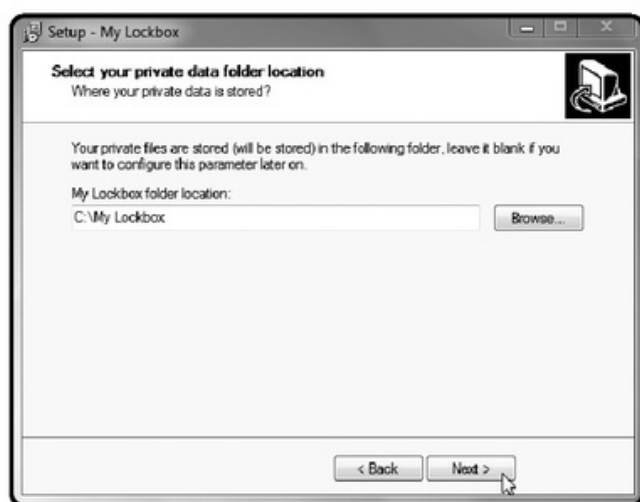 Setup - My Lockbox
Select your private data folder location
Where your private data is stored?
Your private files are stored (will be stored) in the following folder, leave it blank if you
want to configure this parameter later on.
My Lockbox folder location:
C:\My Lockbox
Browse...
< Back
Next >